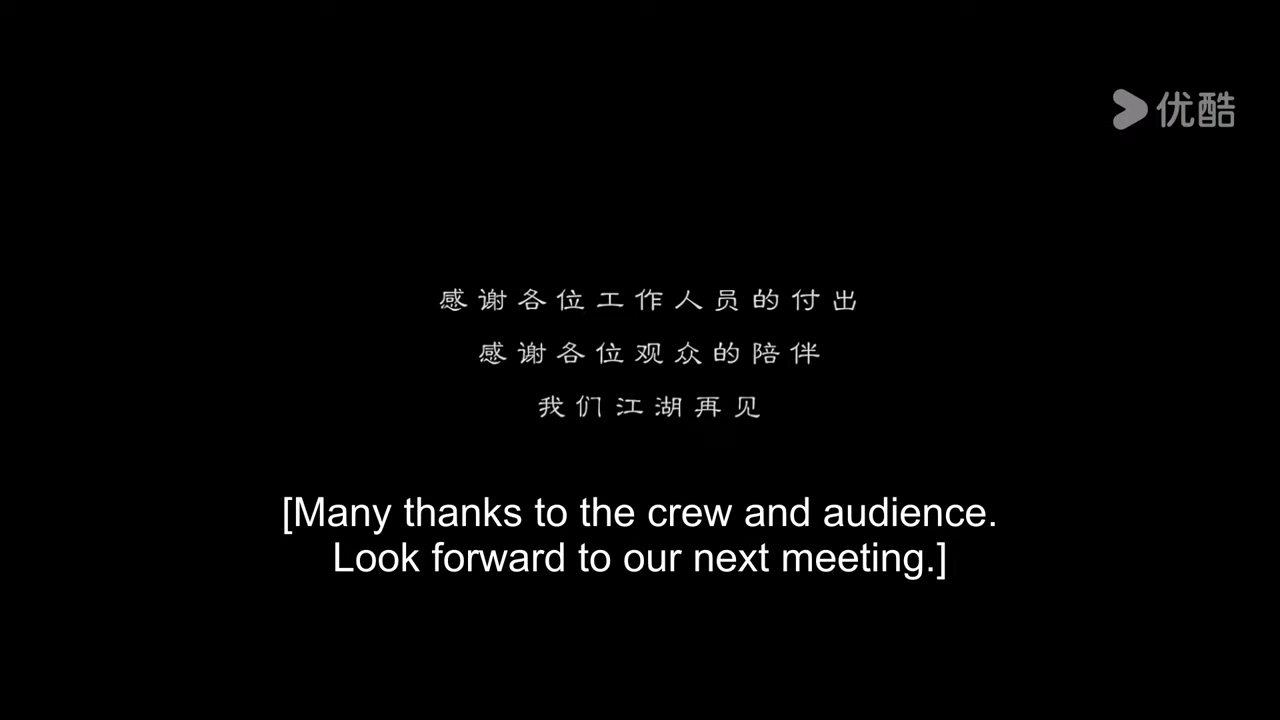 优酷
感谢各位工作人员的付出
感谢各位观众的陪伴
我们江湖再见
[Many thanks to the crew and audience.
Look forward to our next meeting.]